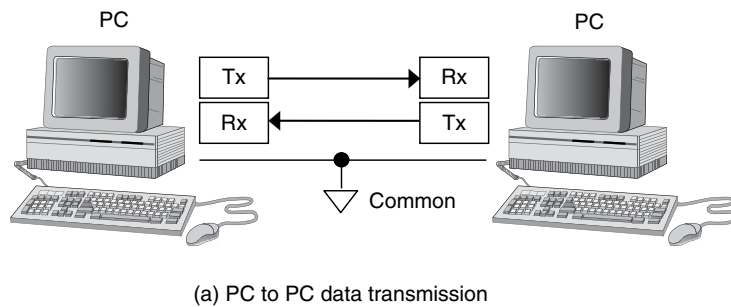 PC PC
Tx Rx
Rx Tx
Common
(a) PC to PC data transmission